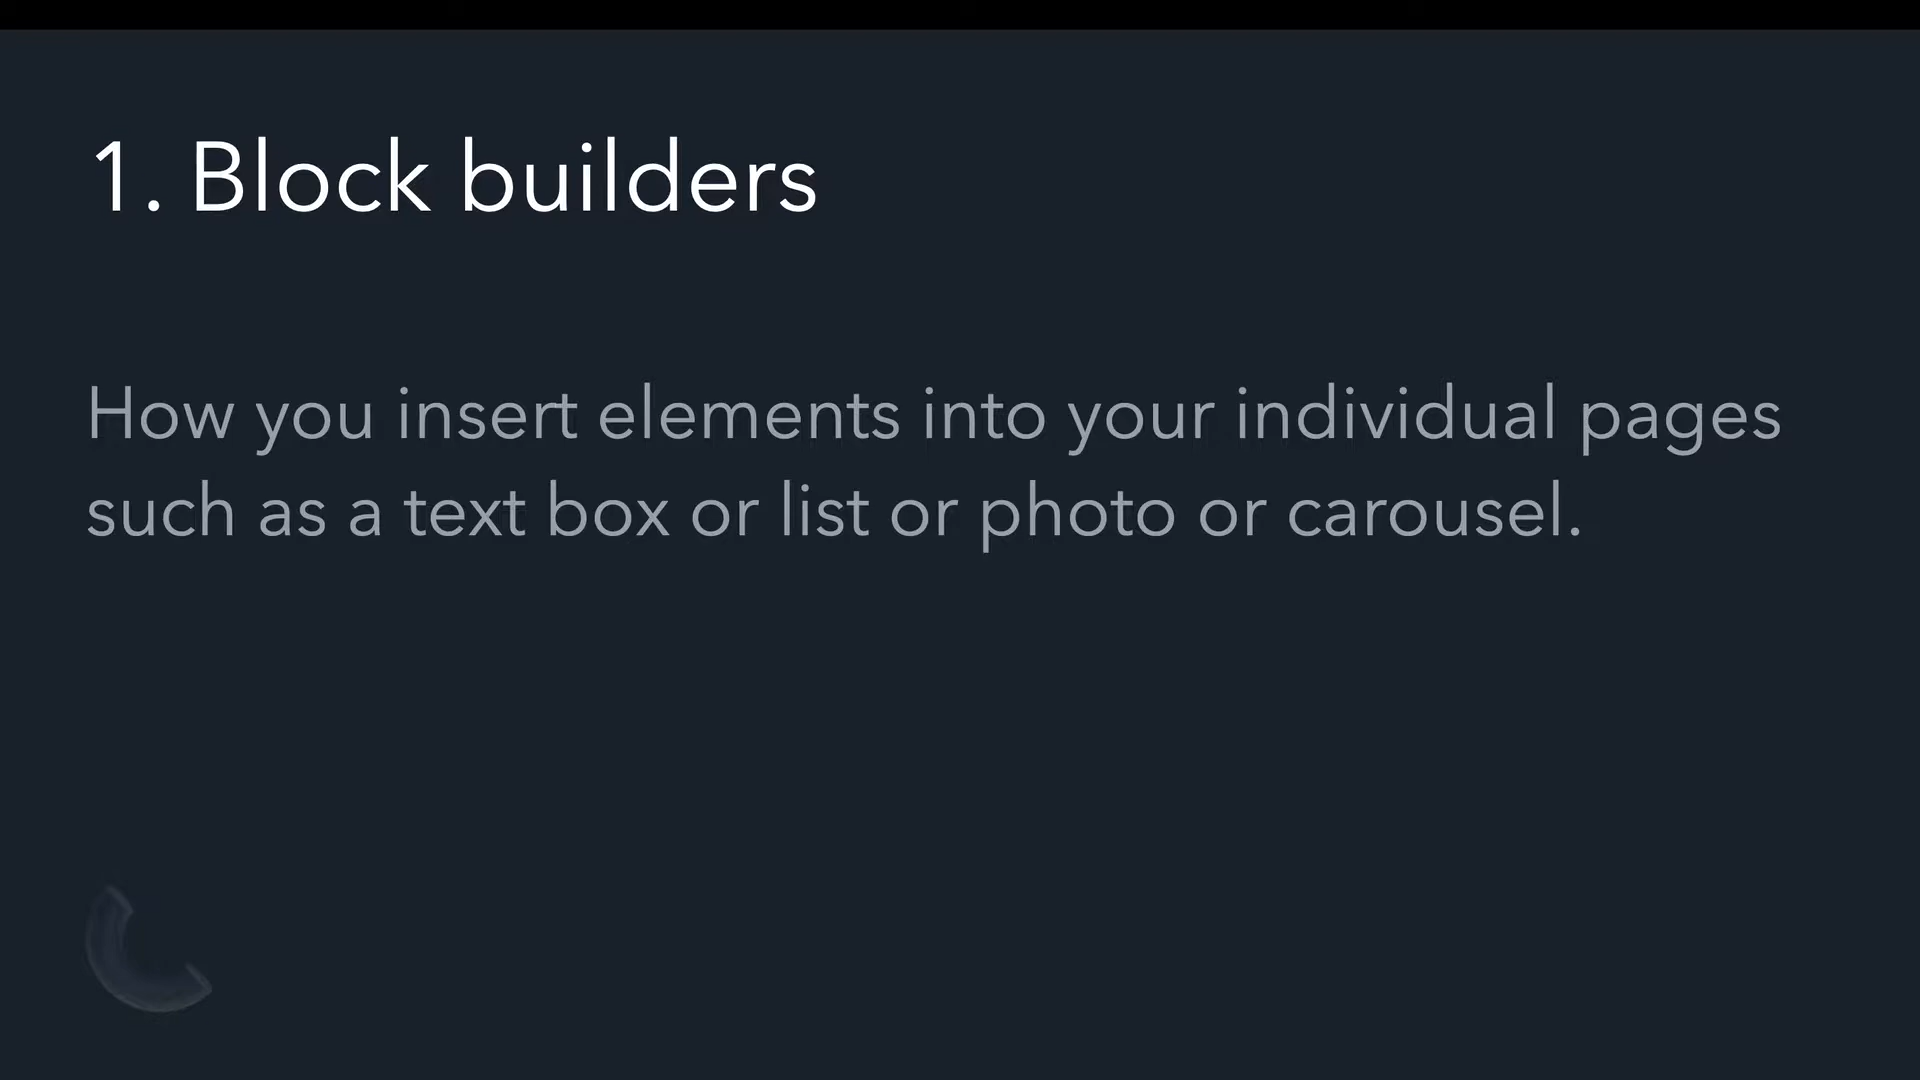 1. Block builders
How you insert elements into your individual pages
such as a text box or list or photo or carousel.